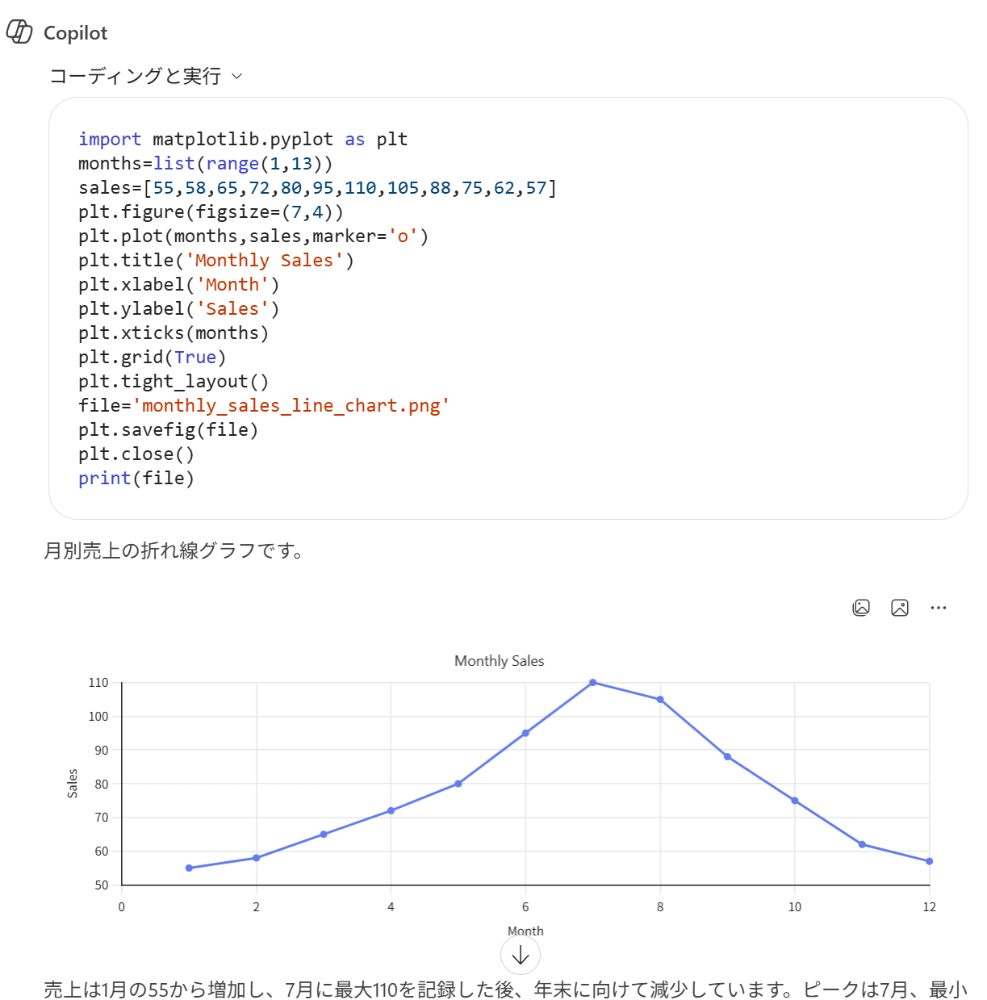 Copilot
コーディングと実行
import matplotlib.pyplot as plt
months=list(range(1,13))
sales=[55,58,65,72,80,95,110,105,88,75,62,57]
plt.figure(figsize=(7,4))
plt.plot(months,sales,marker='o')
plt.title('Monthly Sales')
plt.xlabel('Month')
plt.ylabel('Sales')
plt.xticks(months)
plt.grid(True)
plt.tight_layout()
file='monthly_sales_line_chart.png'
plt.savefig(file)
plt.close()
print(file)
月別売上の折れ線グラフです。
Monthly Sales
110
100
90
80
70
60
50
Sales
0 2 4 6 8 10 12
Month
売上は1月の55から増加し、7月に最大110を記録した後、年末に向けて減少しています。ピークは7月、最小